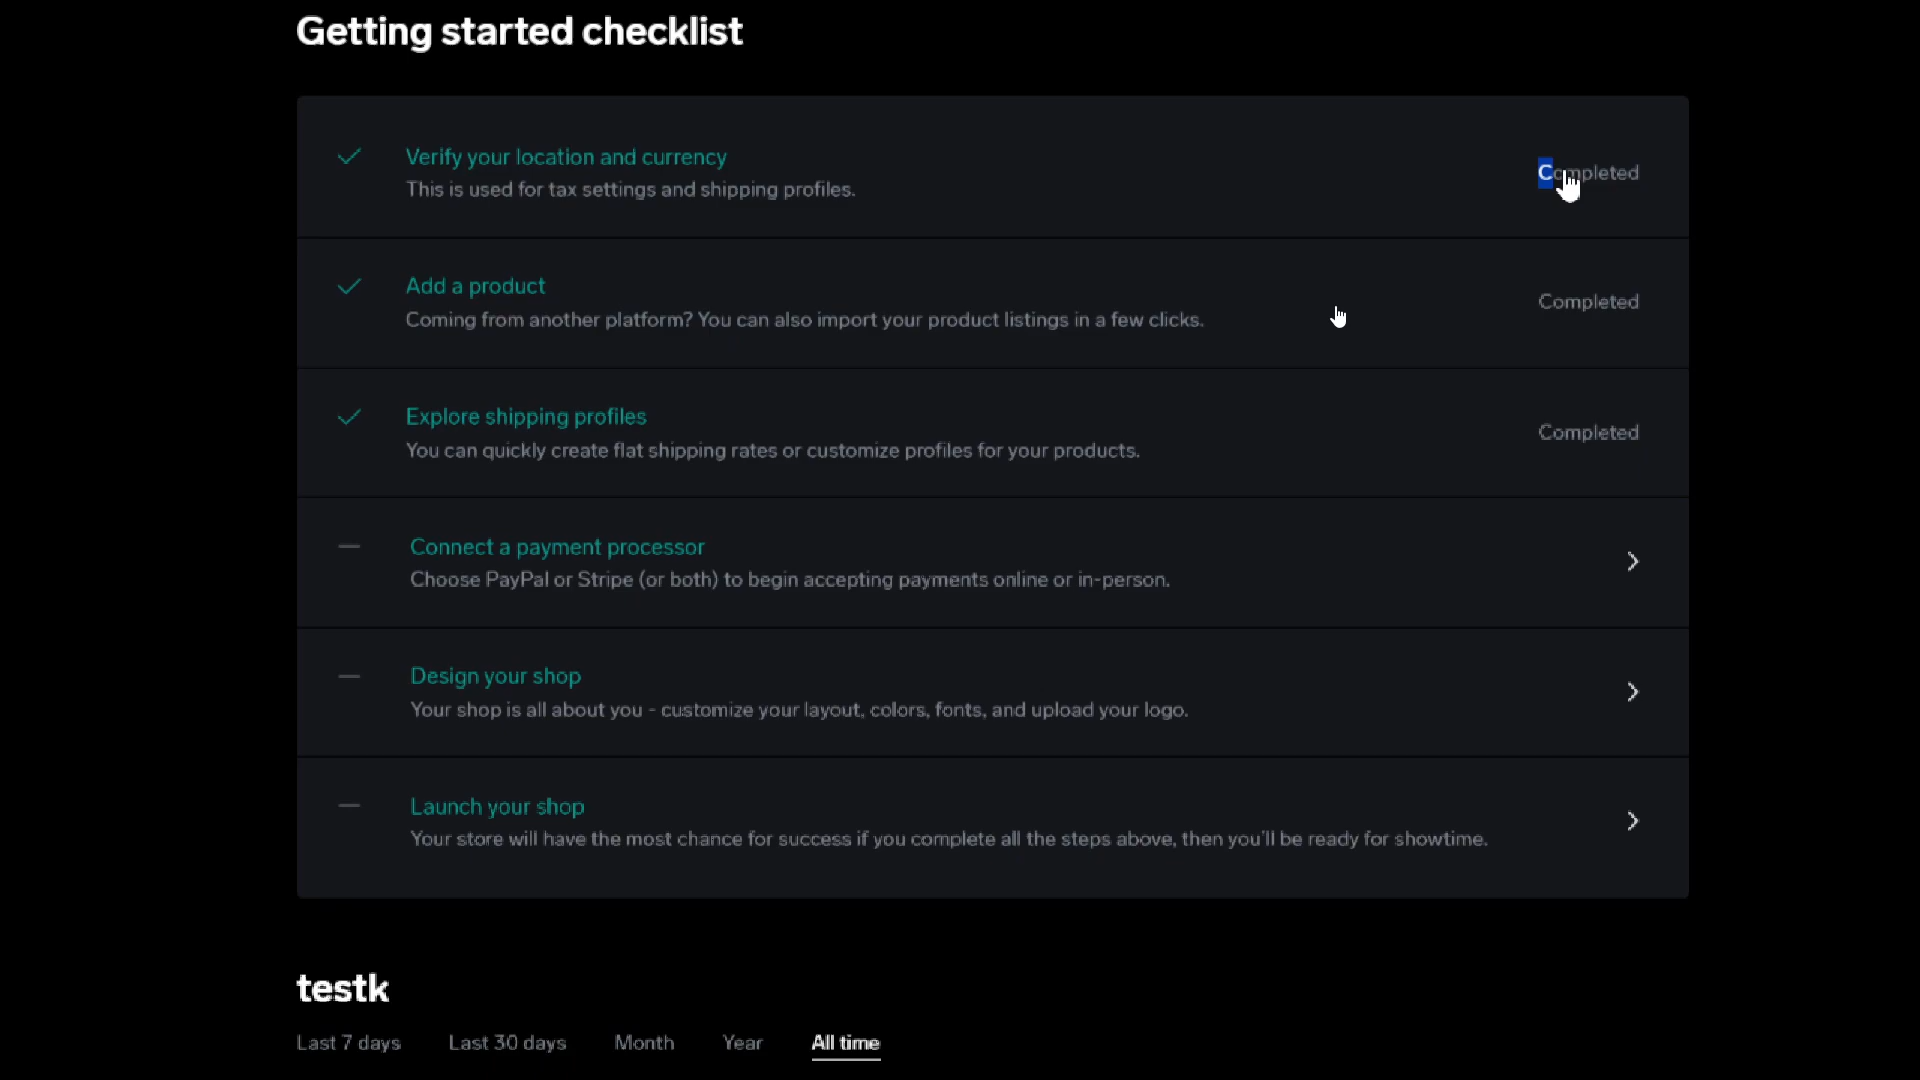 Getting started checklist
Verify your location and currency
This is used for tax settings and shipping profiles.
Completed
Add a product
Coming from another platform? You can also import your product listings in a few clicks.
Completed
Explore shipping profiles
You can quickly create flat shipping rates or customize profiles for your products.
Completed
Connect a payment processor
Choose PayPal or Stripe (or both) to begin accepting payments online or in-person.
Design your shop
Your shop is all about you - customize your layout, colors, fonts, and upload your logo.
Launch your shop
Your store will have the most chance for success if you complete all the steps above, then you'll be ready for showtime.
testk
Last 7 days Last 30 days Month Year All time